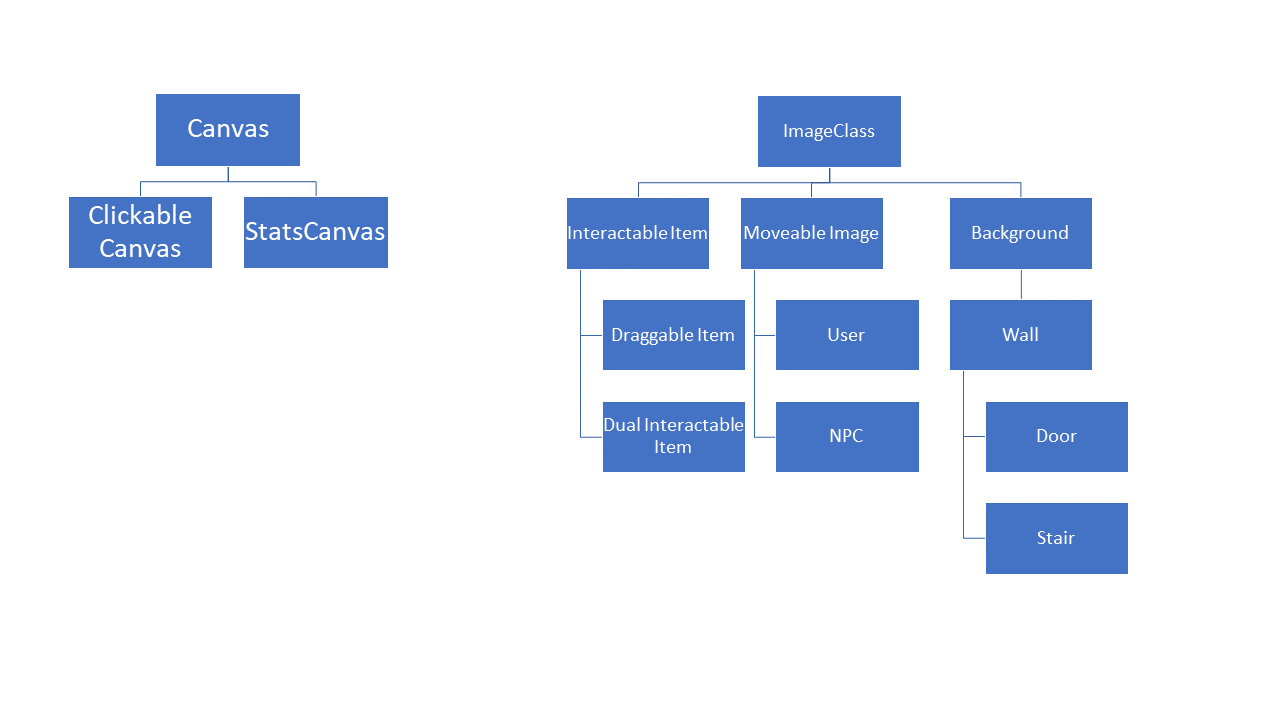 Canvas
Clickable
Canvas
StatsCanvas
ImageClass
Interactable Item
Moveable Image
Background
Draggable Item
User
Wall
Dual Interactable
Item
NPC
Door
Stair